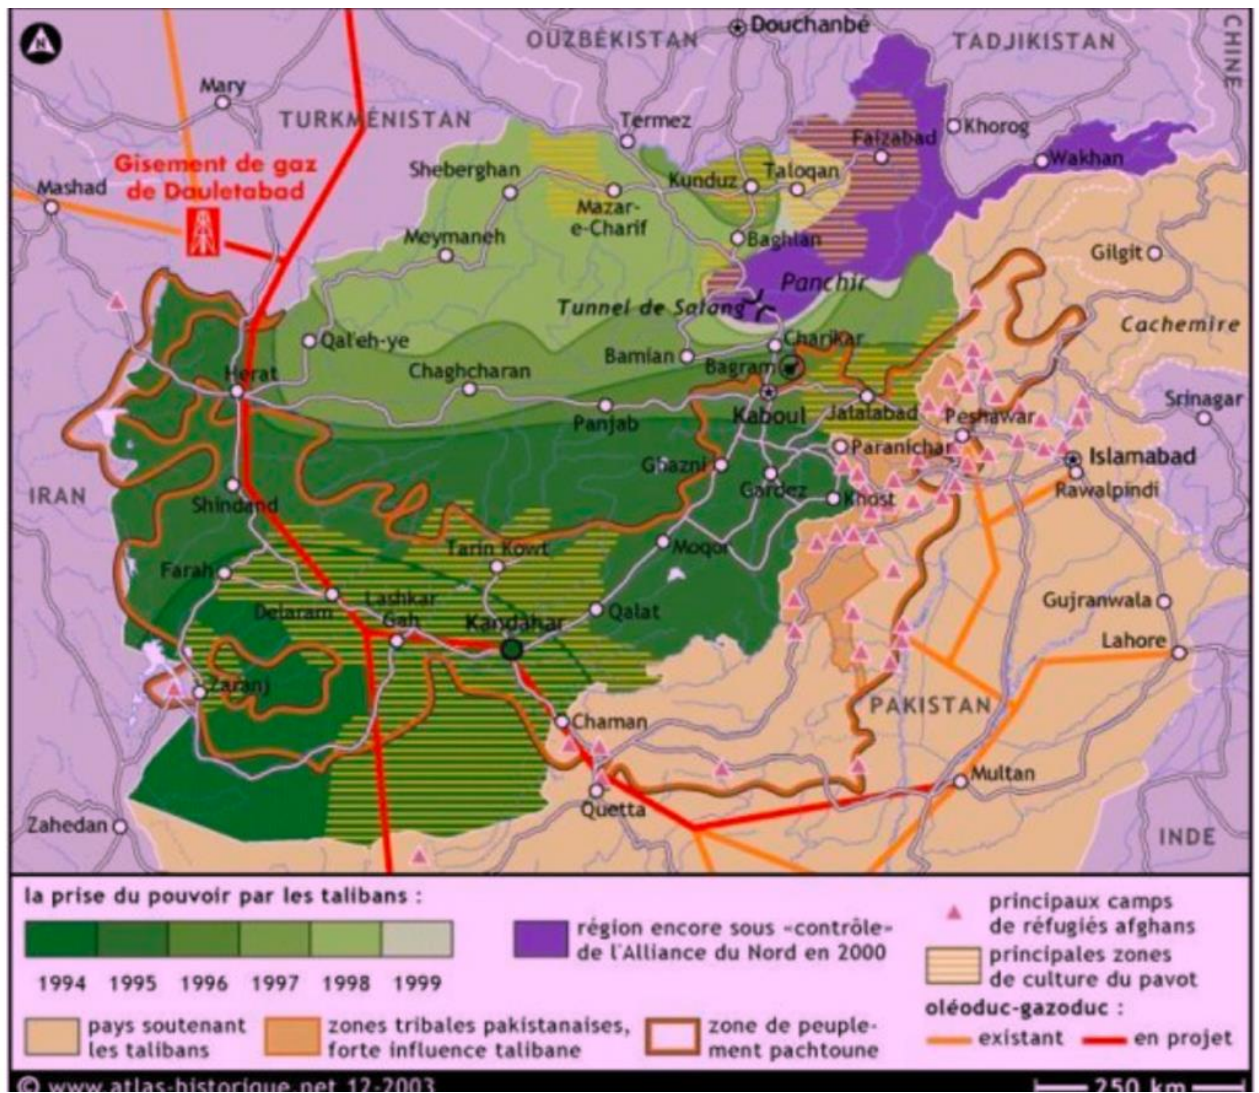 N
OUZBÉKISTAN
Douchanbé
TADJIKISTAN
CHINE
Mary
TURKMÉNISTAN
Termez
Faizabad
Khorog
Wakhan
Gisement de gaz
de Dauletabad
Mashad
Sheberghan
Mazar-
e-Charif
Kunduz
Taloqan
Meymaneh
Baghlan
Gilgit
Panchir
Tunnel de Salang
Cachemire
Qal'eh-ye
Bamian
Charikar
Bagram
Herat
Chaghcharan
Panjab
Kaboul
Jalalabad
Peshawar
Srinagar
Paranichar
Islamabad
Rawalpindi
IRAN
Shindand
Ghazni
Gardez
Khost
Tarin Kowt
Moqor
Farah
Delaram
Lashkar
Gah
Kandahar
Qalat
Gujranwala
Lahore
Zaranj
PAKISTAN
Chaman
Multan
Quetta
Zahedan
INDE
la prise du pouvoir par les talibans :
1994 1995 1996 1997 1998 1999
région encore sous «contrôle»
de l'Alliance du Nord en 2000
principaux camps
de réfugiés afghans
principales zones
de culture du pavot
pays soutenant
les talibans
zones tribales pakistanaises,
forte influence talibane
zone de peuple-
ment pachtoune
oléoduc-gazoduc :
existant
en projet
© www.atlas-historique.net 12-2003
250 km